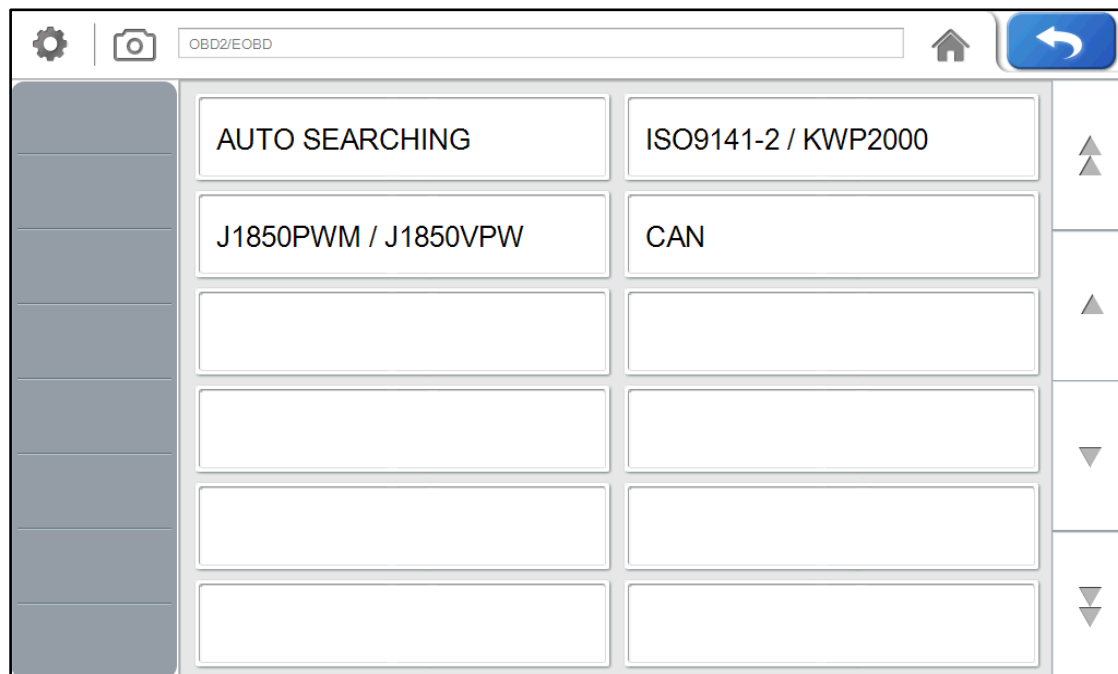 OBD2/EOBD
AUTO SEARCHING
ISO9141-2 / KWP2000
J1850PWM / J1850VPW
CAN